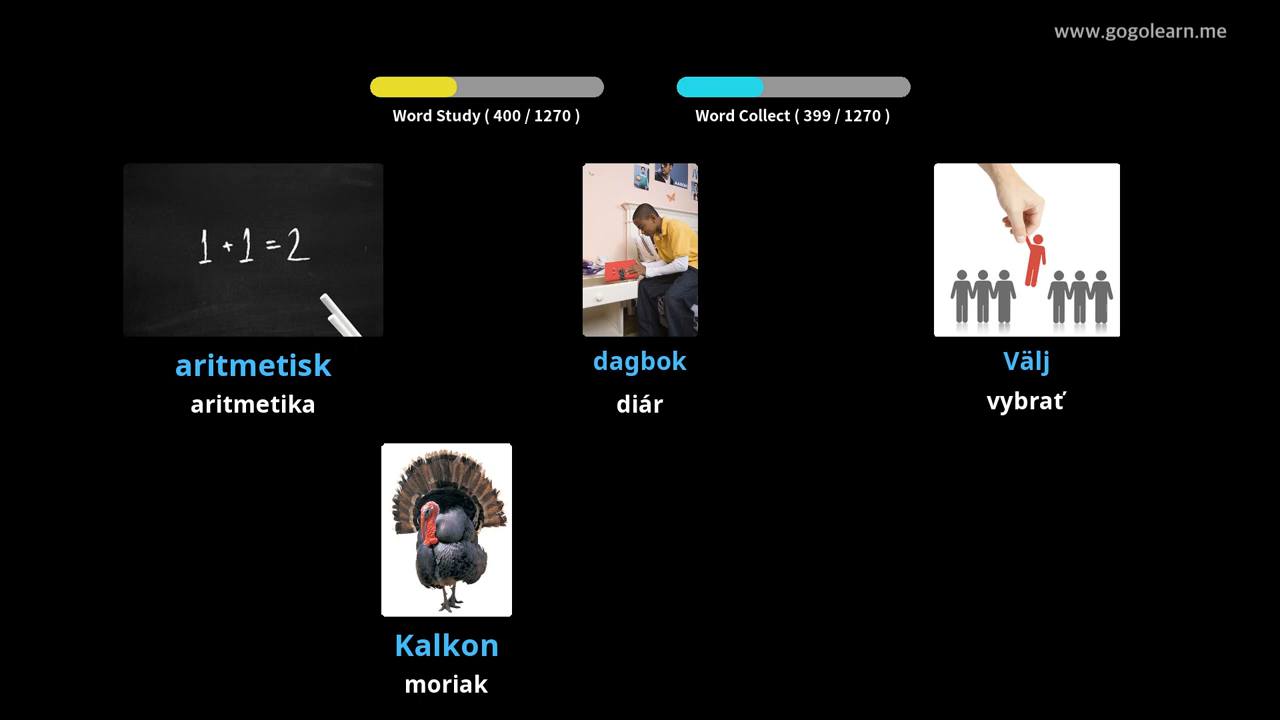 www.gogolearn.me
Word Study ( 400 / 1270 )
Word Collect ( 399 / 1270 )
1 + 1 = 2
aritmetisk
aritmetika
dagbok
diár
Välj
vybrať
Kalkon
moriak